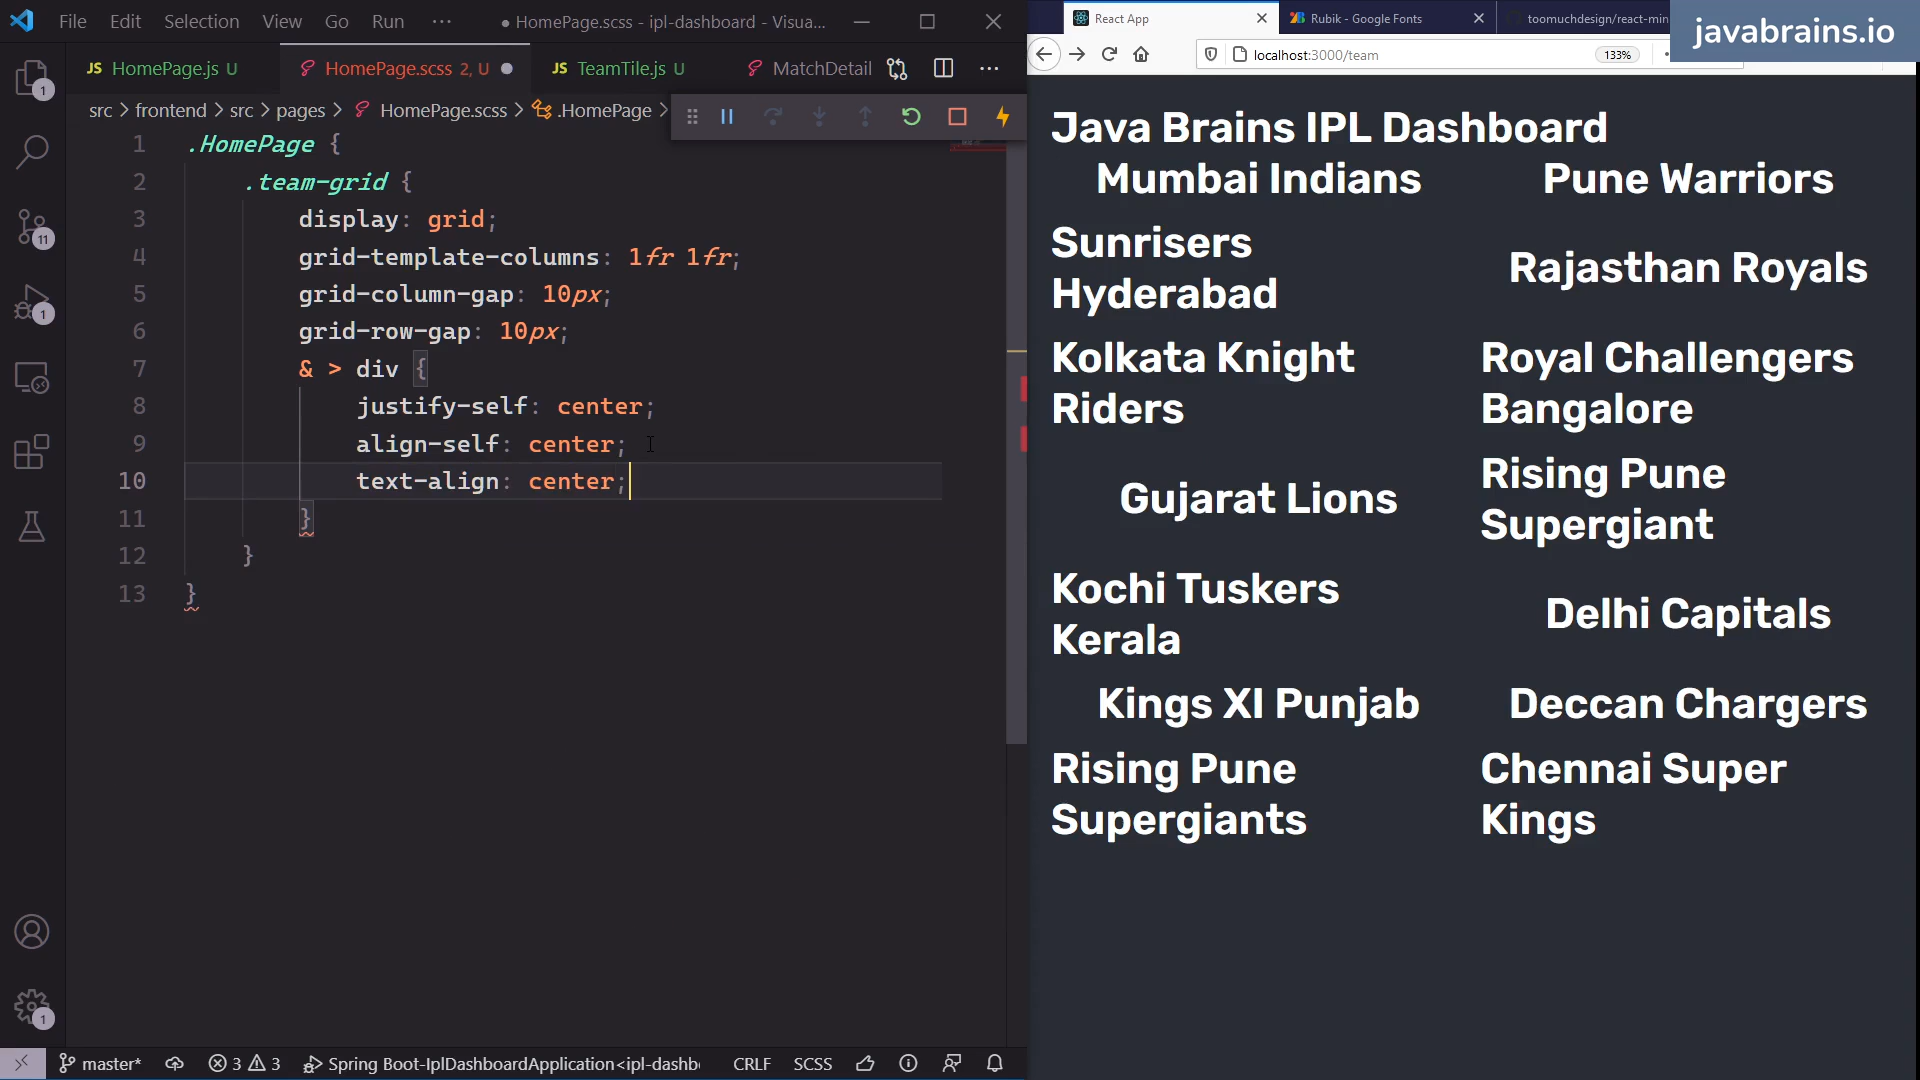 File Edit Selection View Go Run ··· ● HomePage.scss - ipl-dashboard - Visua...
JS HomePage.js U HomePage.scss 2, U ● JS TeamTile.js U MatchDetail ···
src > frontend > src > pages > HomePage.scss > .HomePage >
1 .HomePage {
2 .team-grid {
3 display: grid;
4 grid-template-columns: 1fr 1fr;
5 grid-column-gap: 10px;
6 grid-row-gap: 10px;
7 & > div {
8 justify-self: center;
9 align-self: center;
10 text-align: center;
11 }
12 }
13 }
1
11
1
1
master* 3 3 Spring Boot-IplDashboardApplication<ipl-dashb CRLF SCSS
React App Rubik - Google Fonts toomuchdesign/react-min
javabrains.io
localhost:3000/team 133%
Java Brains IPL Dashboard
Mumbai Indians Pune Warriors
Sunrisers
Hyderabad
Rajasthan Royals
Kolkata Knight
Riders
Royal Challengers
Bangalore
Gujarat Lions
Rising Pune
Supergiant
Kochi Tuskers
Kerala
Delhi Capitals
Kings XI Punjab Deccan Chargers
Rising Pune
Supergiants
Chennai Super
Kings